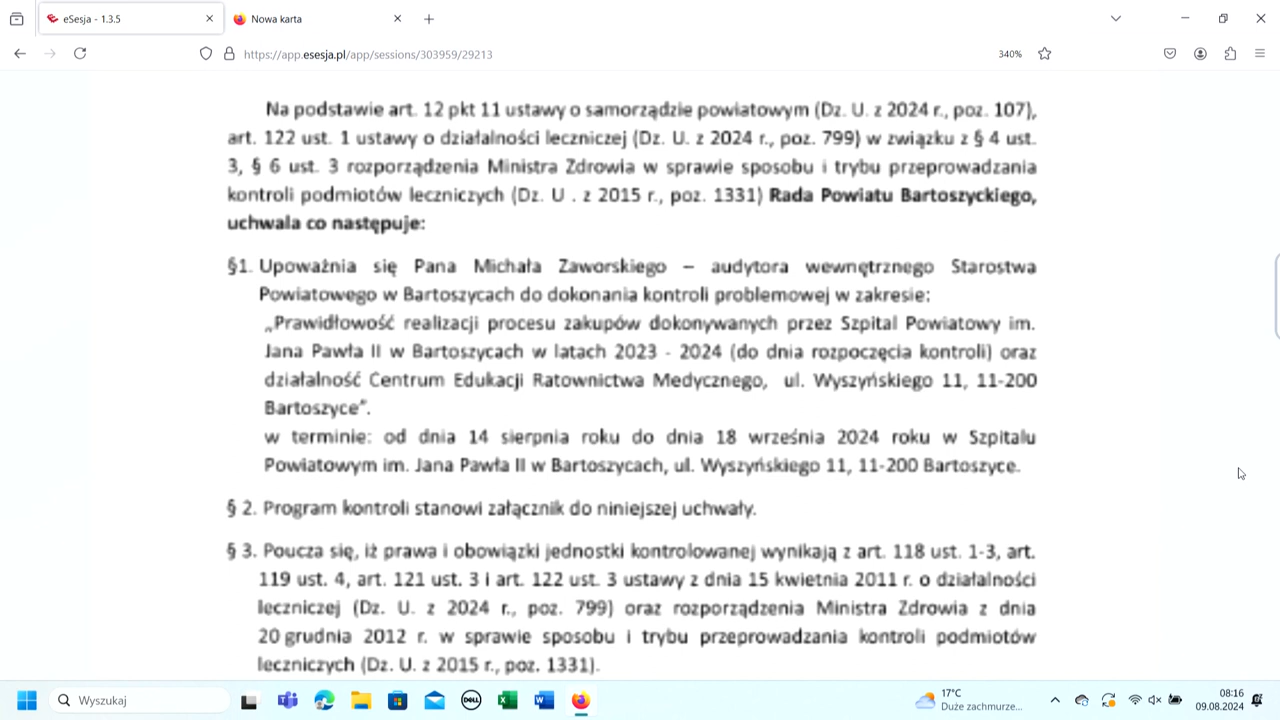 eSesja - 1.3.5
Nowa karta
https://app.esesja.pl/app/sessions/303959/29213
340%
Na podstawie art. 12 pkt 11 ustawy o samorządzie powiatowym (Dz. U. z 2024 r., poz. 107),
art. 122 ust. 1 ustawy o działalności leczniczej (Dz. U. z 2024 r., poz. 799) w związku z § 4 ust.
3, § 6 ust. 3 rozporządzenia Ministra Zdrowia w sprawie sposobu i trybu przeprowadzania
kontroli podmiotów leczniczych (Dz. U . z 2015 r., poz. 1331) Rada Powiatu Bartoszyckiego,
uchwala co następuje:
§1. Upoważnia się Pana Michała Zaworskiego – audytora wewnętrznego Starostwa
Powiatowego w Bartoszycach do dokonania kontroli problemowej w zakresie:
„Prawidłowość realizacji procesu zakupów dokonywanych przez Szpital Powiatowy im.
Jana Pawła II w Bartoszycach w latach 2023 - 2024 (do dnia rozpoczęcia kontroli) oraz
działalność Centrum Edukacji Ratownictwa Medycznego, ul. Wyszyńskiego 11, 11-200
Bartoszyce”.
w terminie: od dnia 14 sierpnia roku do dnia 18 września 2024 roku w Szpitalu
Powiatowym im. Jana Pawła II w Bartoszycach, ul. Wyszyńskiego 11, 11-200 Bartoszyce.
§ 2. Program kontroli stanowi załącznik do niniejszej uchwały.
§ 3. Poucza się, iż prawa i obowiązki jednostki kontrolowanej wynikają z art. 118 ust. 1-3, art.
119 ust. 4, art. 121 ust. 3 i art. 122 ust. 3 ustawy z dnia 15 kwietnia 2011 r. o działalności
leczniczej (Dz. U. z 2024 r., poz. 799) oraz rozporządzenia Ministra Zdrowia z dnia
20 grudnia 2012 r. w sprawie sposobu i trybu przeprowadzania kontroli podmiotów
leczniczych (Dz. U. z 2015 r., poz. 1331).
Wyszukaj
DELL
17°C
Duże zachmurze...
08:16
09.08.2024